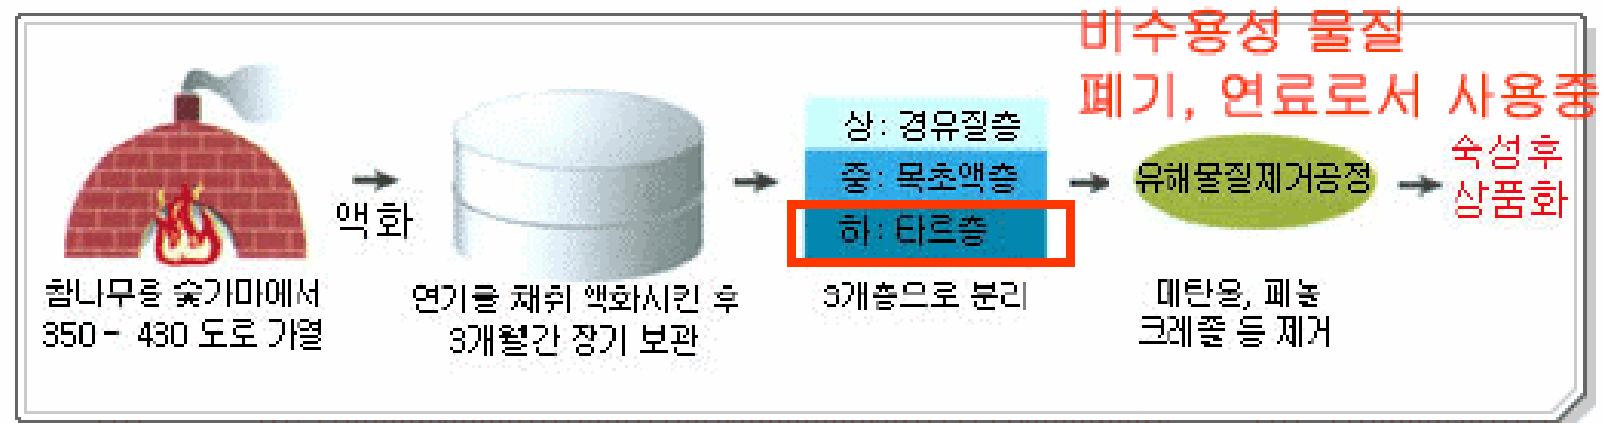 비수용성 물질
폐기, 연료로서 사용중
참나무용 숯가마에서
350 - 430 도로 가열
액화
연기를 채취 액화시킨 후
3개월간 장기 보관
상 : 경유질층
중 : 목초액층
하 : 타르층
3개층으로 분리
유해물질제거공정
메탄올, 페놀
크레졸 등 제거
숙성후
상품화